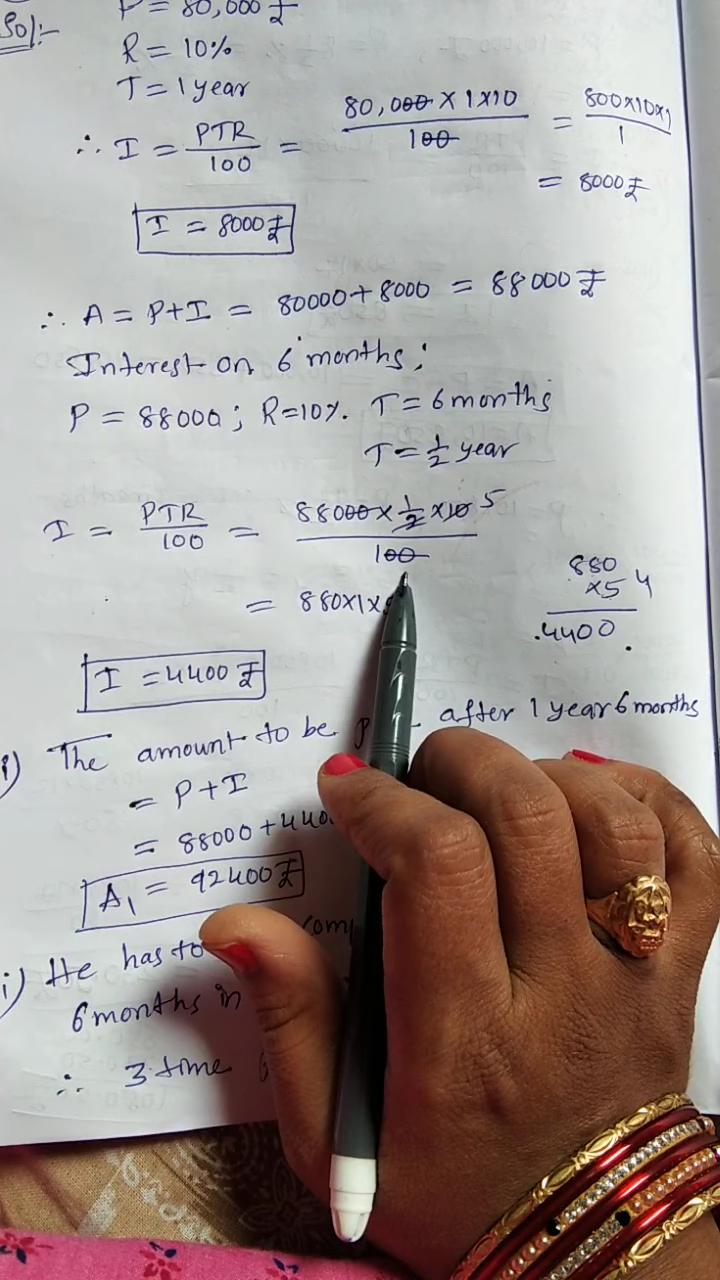 Sol:- P = 80,000 ₹
R = 10%
T = 1 year
∴ I = PTR/100 = 80,000 × 1 × 10/100 = 800×10×1/1
= 8000 ₹
I = 8000 ₹
∴ A = P+I = 80000 + 8000 = 88000 ₹
Interest on 6 months;
P = 88000; R=10%. T = 6 months
T = 1/2 year
I = PTR/100 = 88000 × 1/2 × 10 5/100
= 880×1×
880
×5 4
4400
I = 4400 ₹
i) The amount to be after 1 year 6 months
= P + I
= 88000 + 440
A1 = 92400 ₹
i) He has to com
6 months in
∴ 3 time